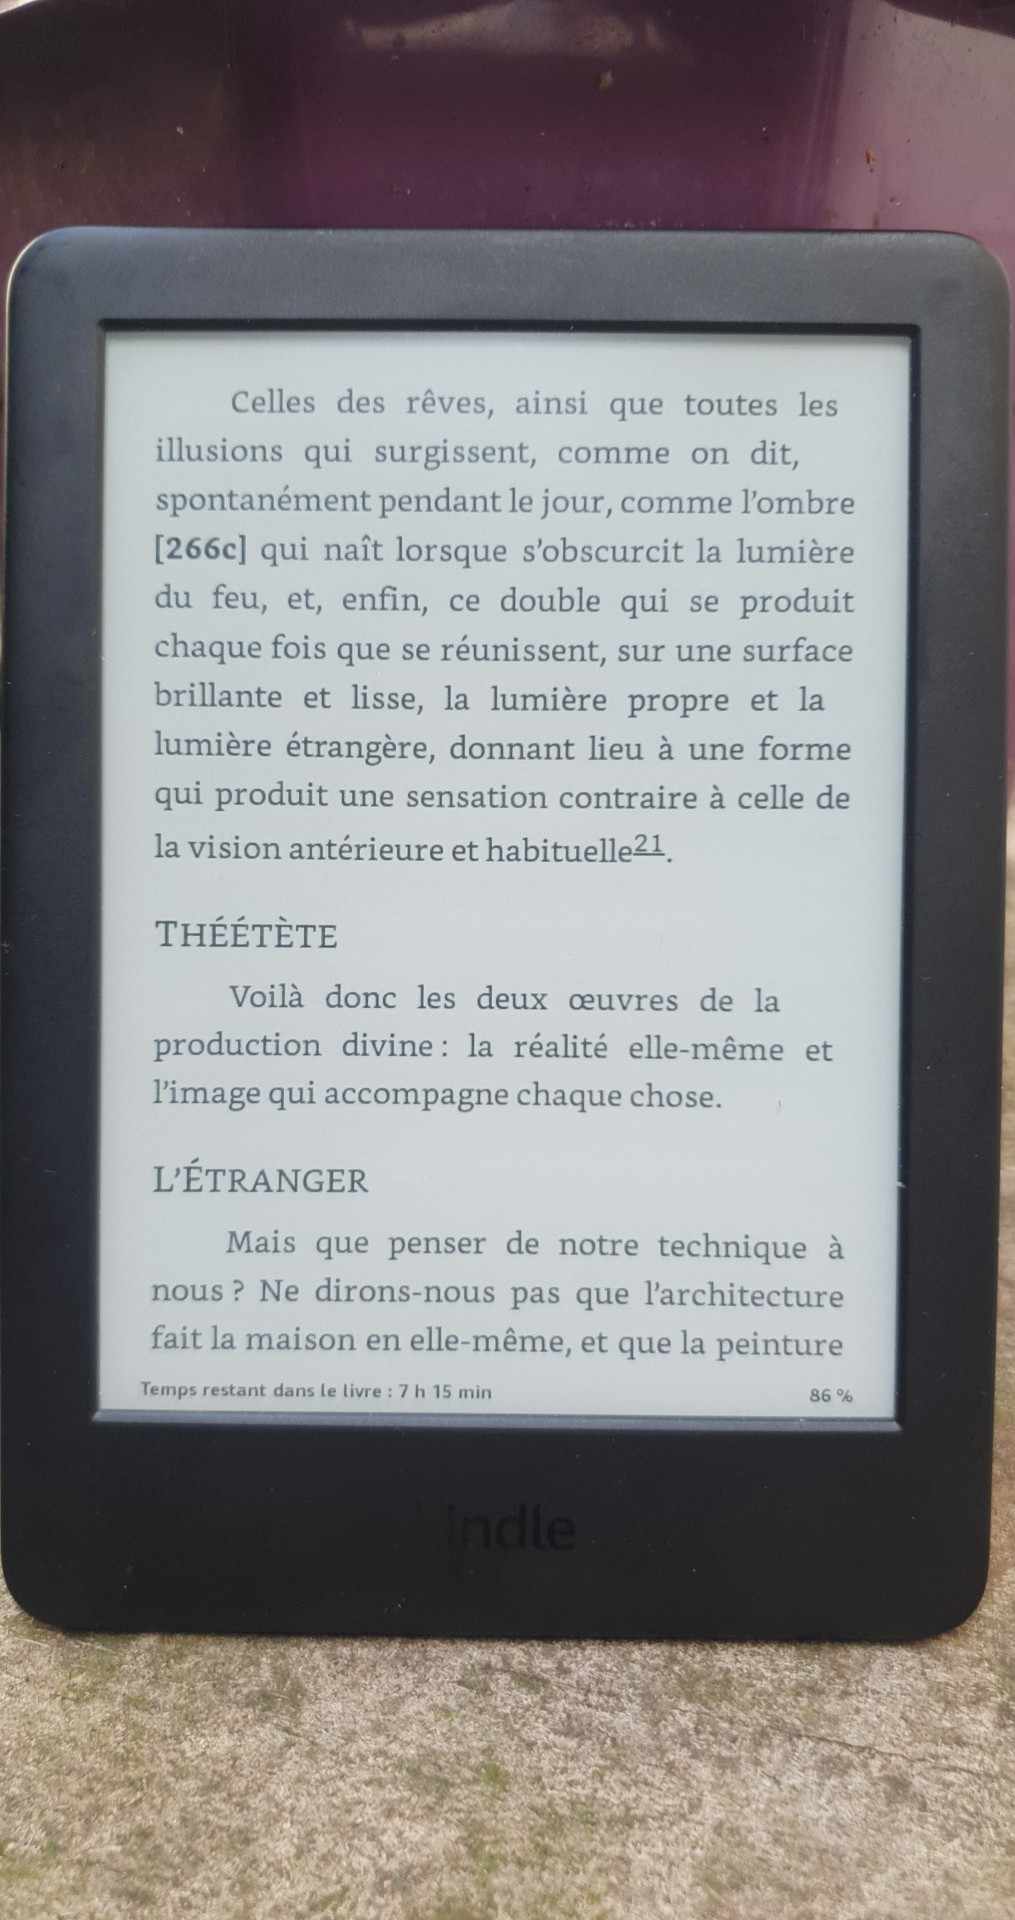 Celles des rêves, ainsi que toutes les
illusions qui surgissent, comme on dit,
spontanément pendant le jour, comme l’ombre
[266c] qui naît lorsque s’obscurcit la lumière
du feu, et, enfin, ce double qui se produit
chaque fois que se réunissent, sur une surface
brillante et lisse, la lumière propre et la
lumière étrangère, donnant lieu à une forme
qui produit une sensation contraire à celle de
la vision antérieure et habituelle21.
THÉÉTÈTE
Voilà donc les deux œuvres de la
production divine : la réalité elle-même et
l’image qui accompagne chaque chose.
L’ÉTRANGER
Mais que penser de notre technique à
nous ? Ne dirons-nous pas que l’architecture
fait la maison en elle-même, et que la peinture
Temps restant dans le livre : 7 h 15 min 86 %
kindle